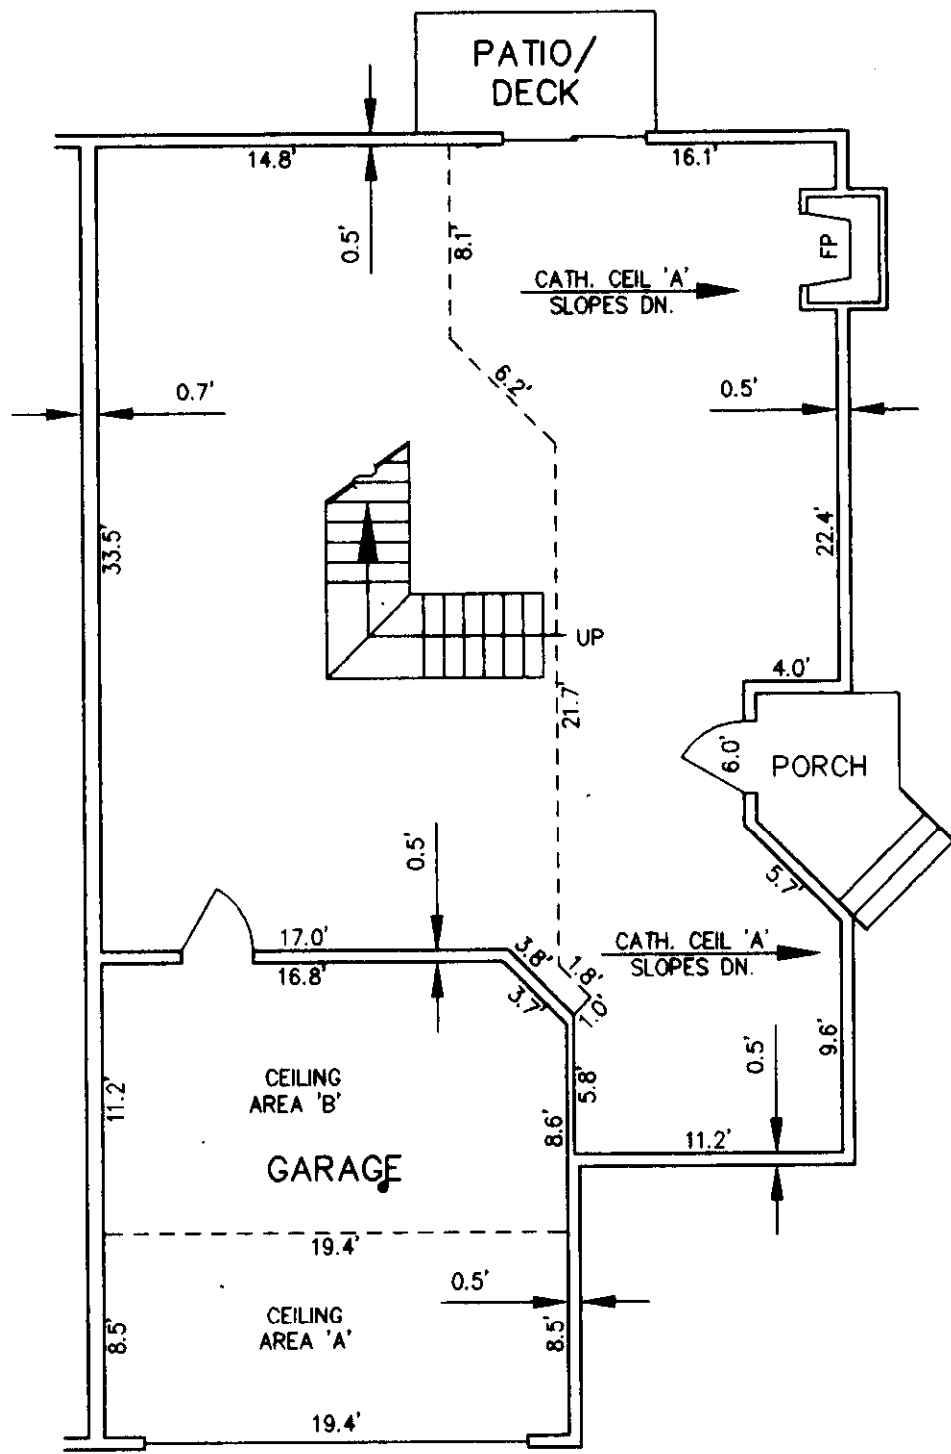 PATIO/
DECK
14.8'
16.1'
0.5'
8.1'
FP
CATH. CEIL 'A'
SLOPES DN.
6.2'
0.7'
0.5'
33.5'
22.4'
UP
4.0'
21.7'
6.0'
PORCH
0.5'
5.7'
17.0'
16.8'
3.8'
3.7'
1.8'
1.0'
CATH. CEIL 'A'
SLOPES DN.
9.6'
0.5'
CEILING
AREA 'B'
11.2'
5.8'
8.6'
11.2'
GARAGE
19.4'
0.5'
CEILING
AREA 'A'
8.5'
8.5'
19.4'